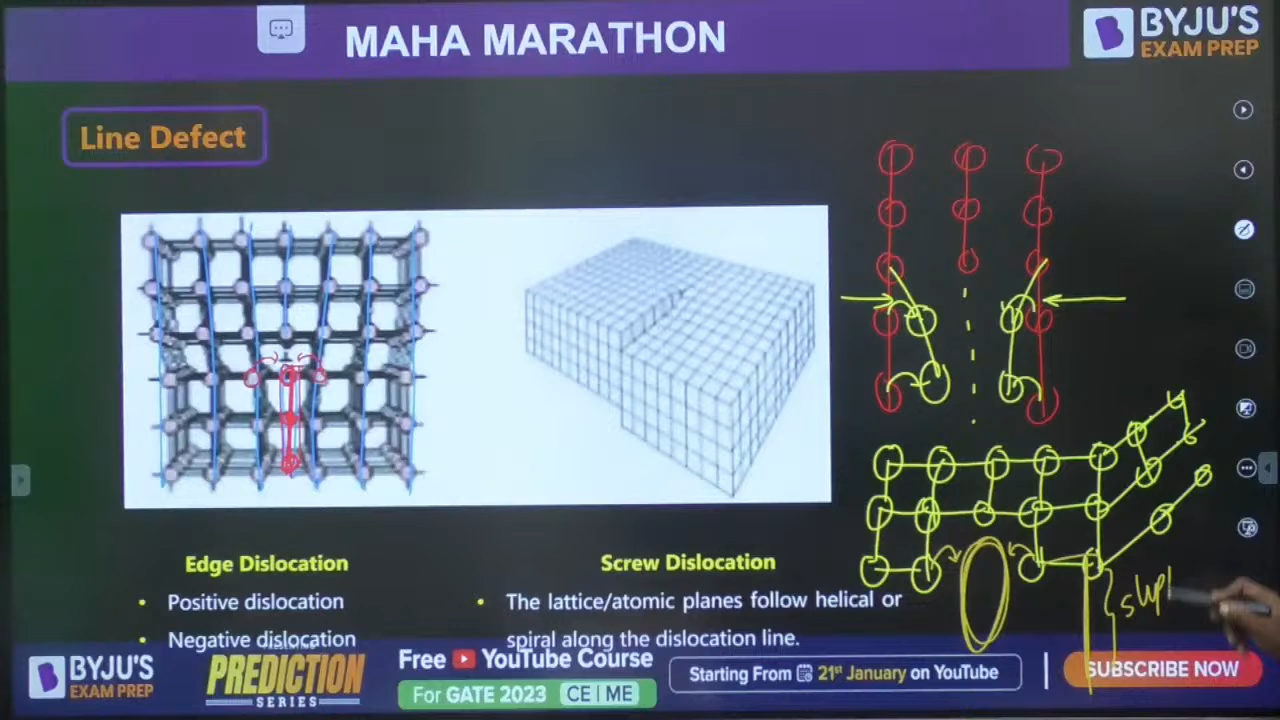 MAHA MARATHON
BYJU'S
EXAM PREP
Line Defect
Edge Dislocation
• Positive dislocation
• Negative dislocation
Screw Dislocation
• The lattice/atomic planes follow helical or
spiral along the dislocation line.
BYJU'S
EXAM PREP
PREDICTION
SERIES
Free YouTube Course
For GATE 2023 CE | ME
Starting From 21st January on YouTube
SUBSCRIBE NOW